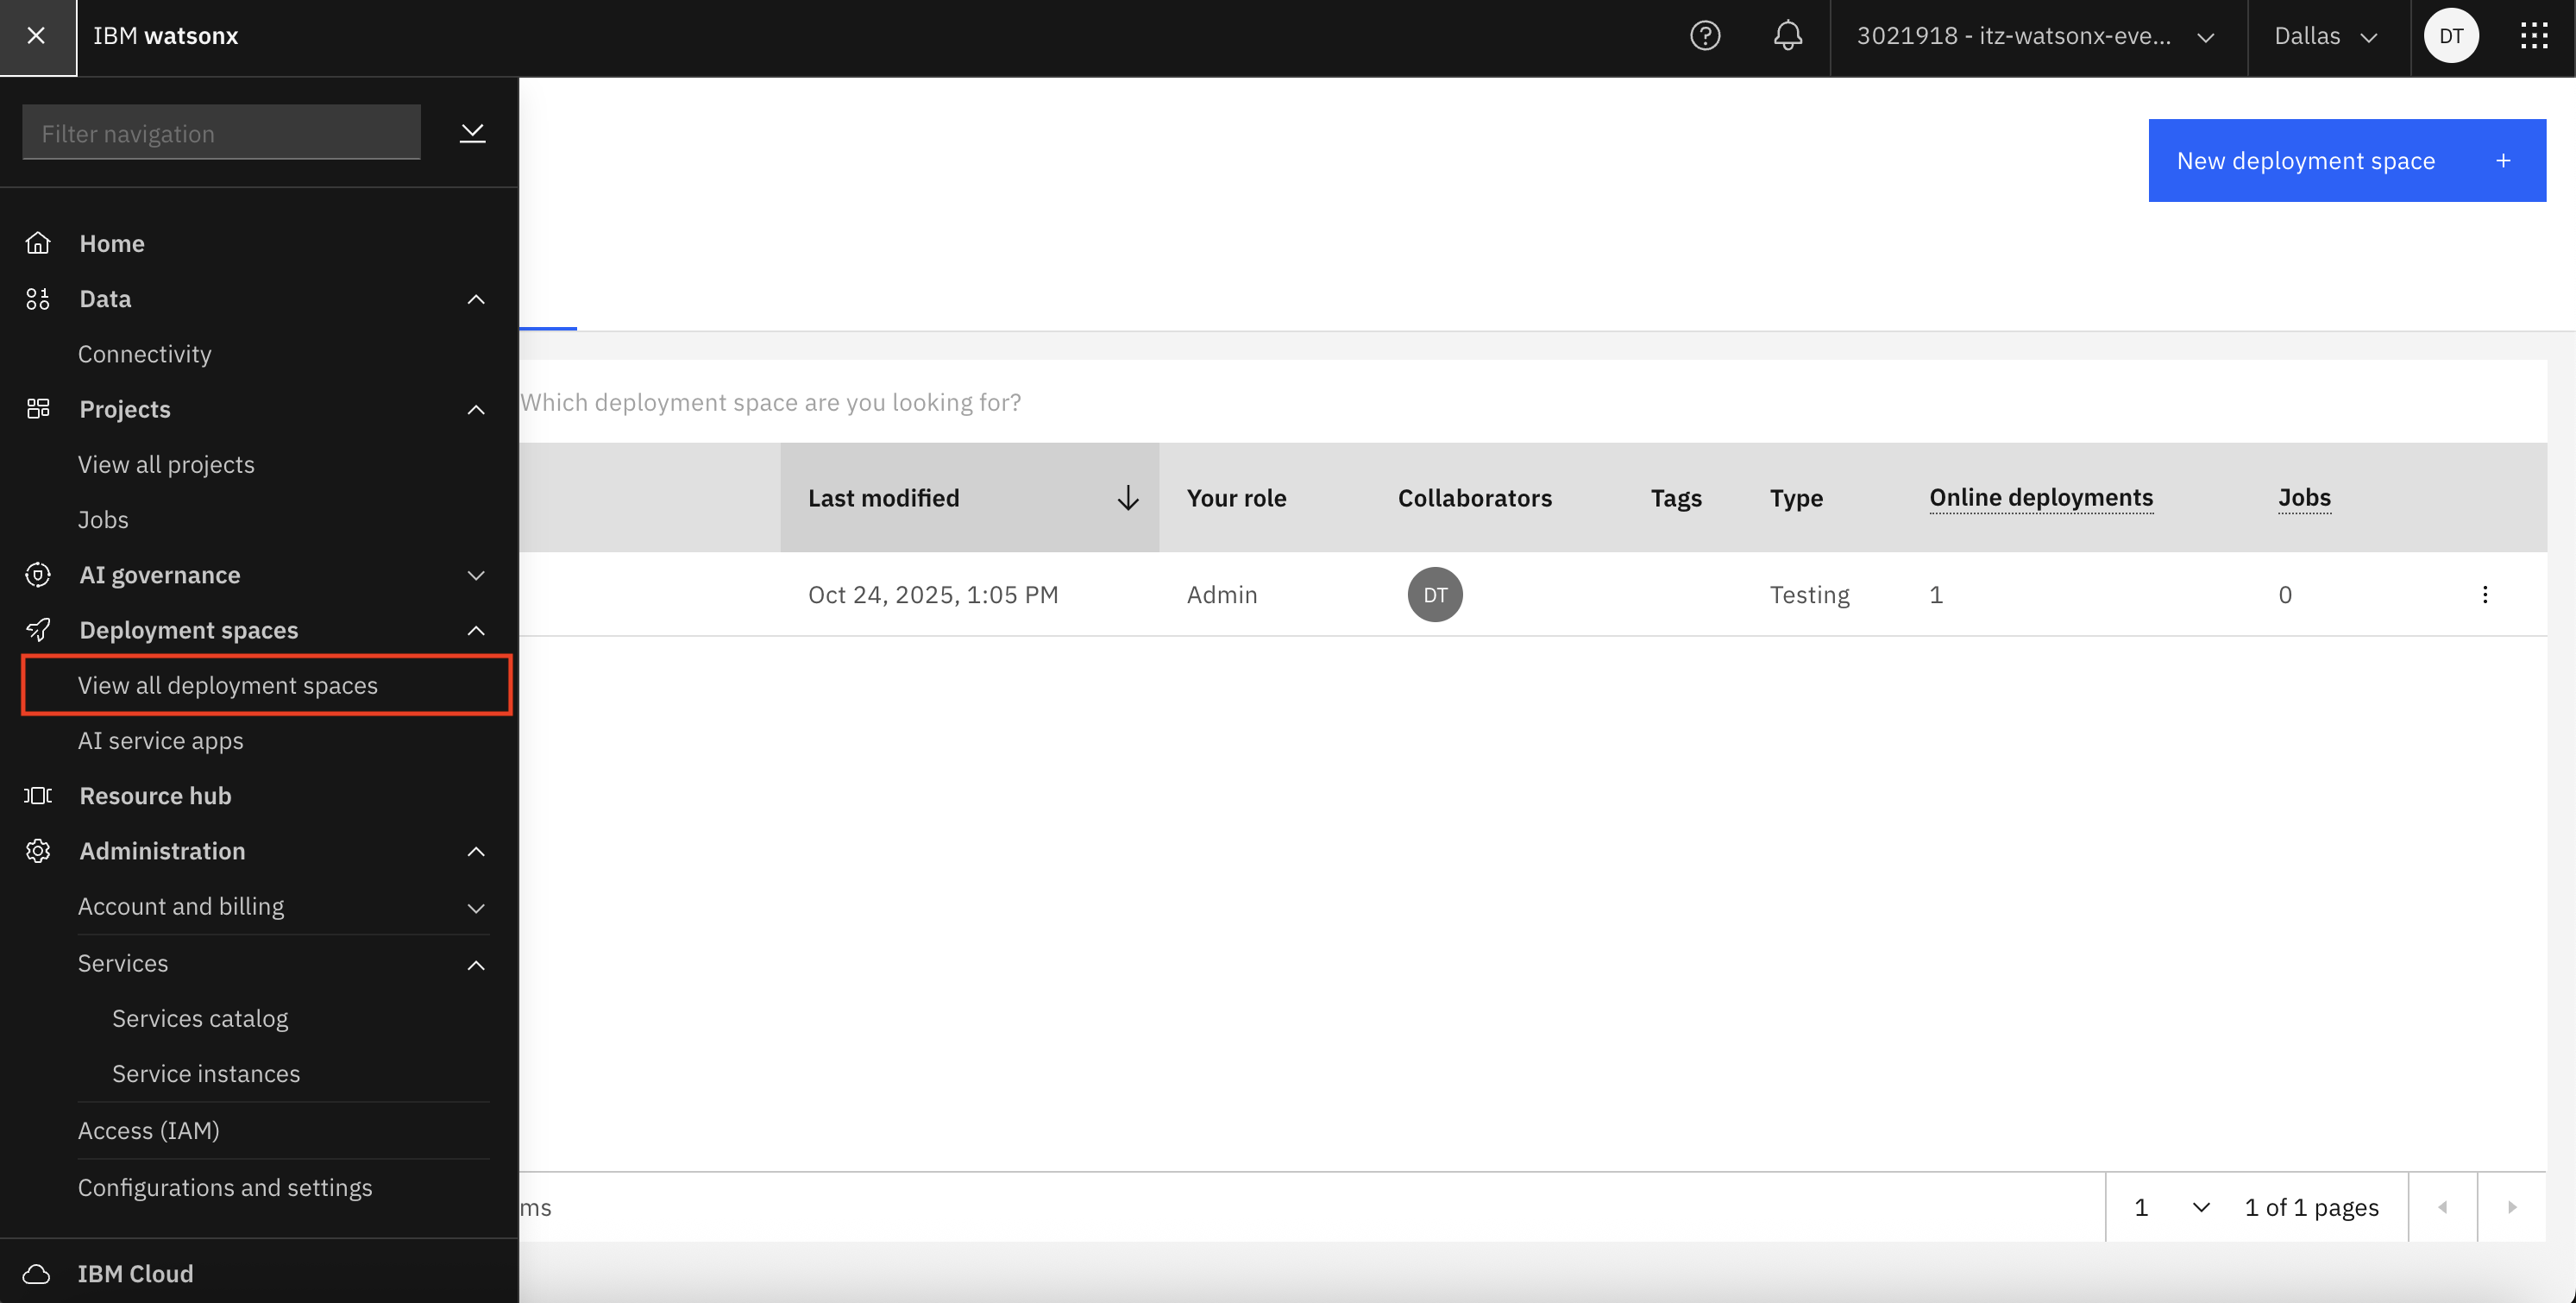 IBM watsonx
3021918 - itz-watsonx-eve...
Dallas
DT
Filter navigation
New deployment space +
Home
Data
Connectivity
Projects
View all projects
Jobs
AI governance
Deployment spaces
View all deployment spaces
AI service apps
Resource hub
Administration
Account and billing
Services
Services catalog
Service instances
Access (IAM)
Configurations and settings
IBM Cloud
Which deployment space are you looking for?
Last modified Your role Collaborators Tags Type Online deployments Jobs
Oct 24, 2025, 1:05 PM Admin DT Testing 1 0
ms 1 1 of 1 pages